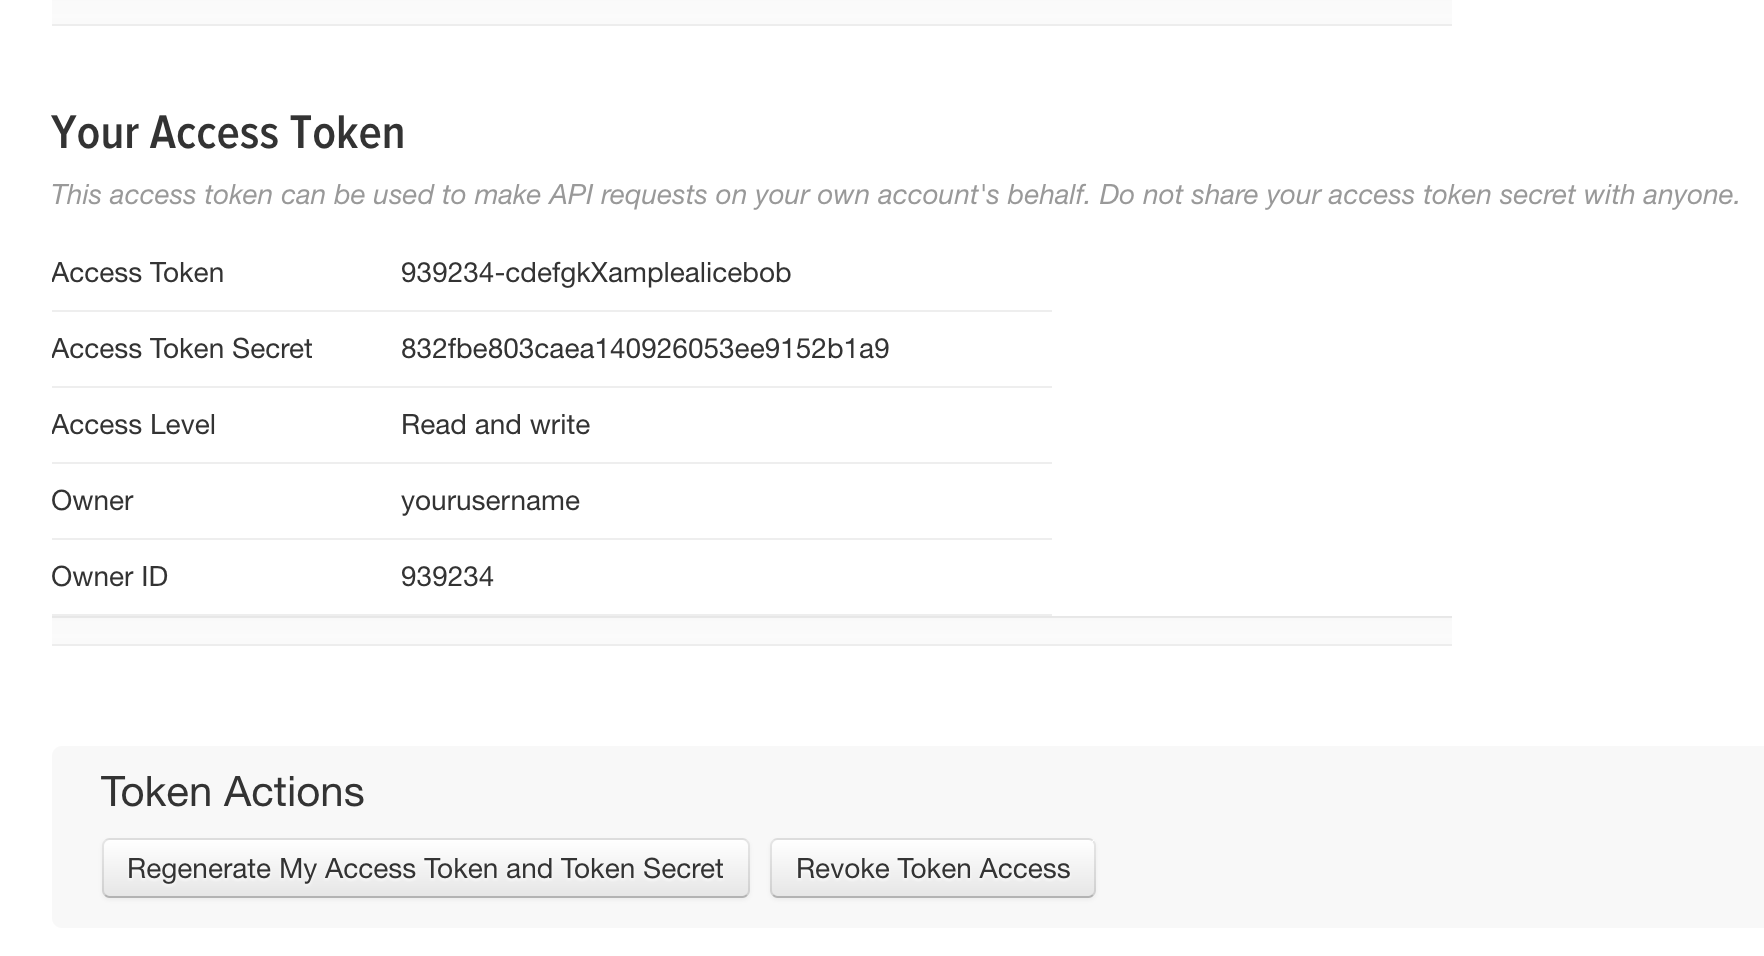 Your Access Token
This access token can be used to make API requests on your own account's behalf. Do not share your access token secret with anyone.
Access Token 939234-cdefgkXamplealicebob
Access Token Secret 832fbe803caea140926053ee9152b1a9
Access Level Read and write
Owner yourusername
Owner ID 939234
Token Actions
Regenerate My Access Token and Token Secret Revoke Token Access